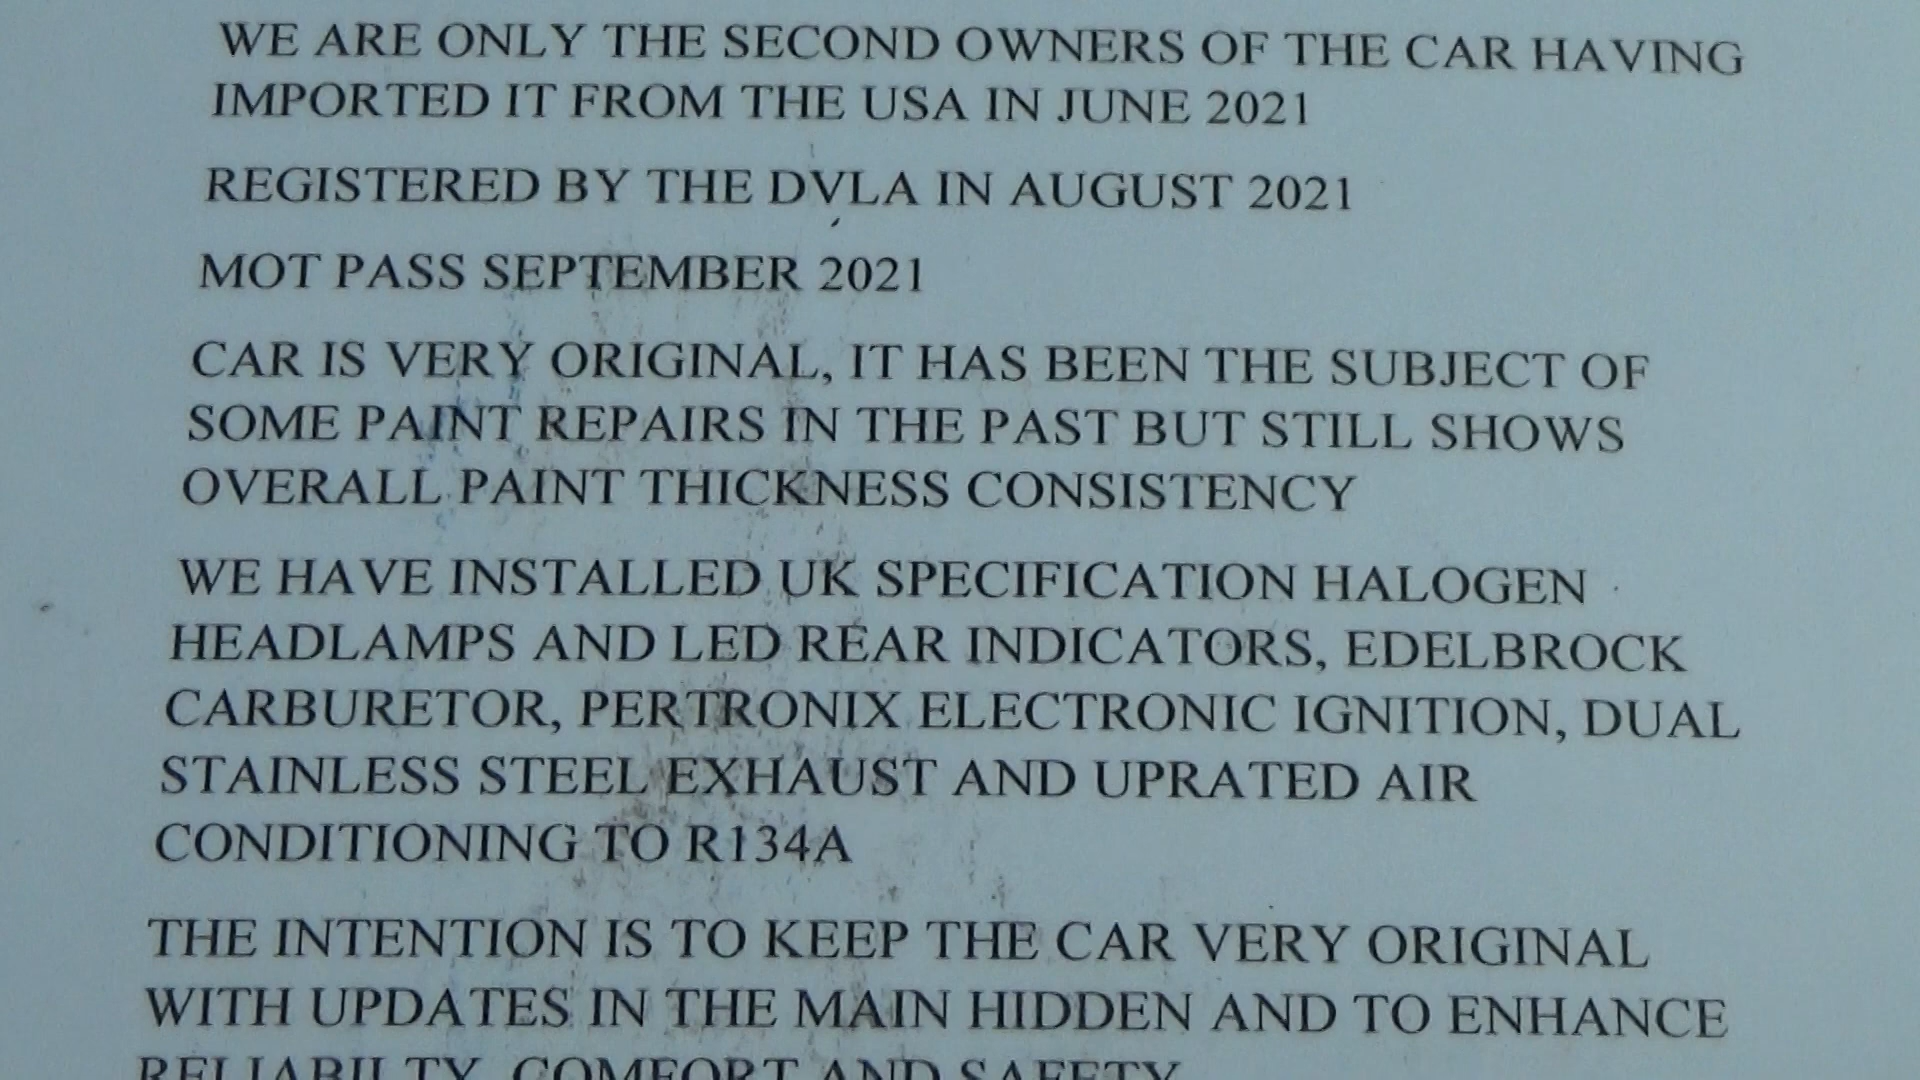 WE ARE ONLY THE SECOND OWNERS OF THE CAR HAVING
IMPORTED IT FROM THE USA IN JUNE 2021
REGISTERED BY THE DVLA IN AUGUST 2021
MOT PASS SEPTEMBER 2021
CAR IS VERY ORIGINAL, IT HAS BEEN THE SUBJECT OF
SOME PAINT REPAIRS IN THE PAST BUT STILL SHOWS
OVERALL PAINT THICKNESS CONSISTENCY
WE HAVE INSTALLED UK SPECIFICATION HALOGEN
HEADLAMPS AND LED REAR INDICATORS, EDELBROCK
CARBURETOR, PERTRONIX ELECTRONIC IGNITION, DUAL
STAINLESS STEEL EXHAUST AND UPRATED AIR
CONDITIONING TO R134A
THE INTENTION IS TO KEEP THE CAR VERY ORIGINAL
WITH UPDATES IN THE MAIN HIDDEN AND TO ENHANCE
RELIABILTY, COMFORT AND SAFETY